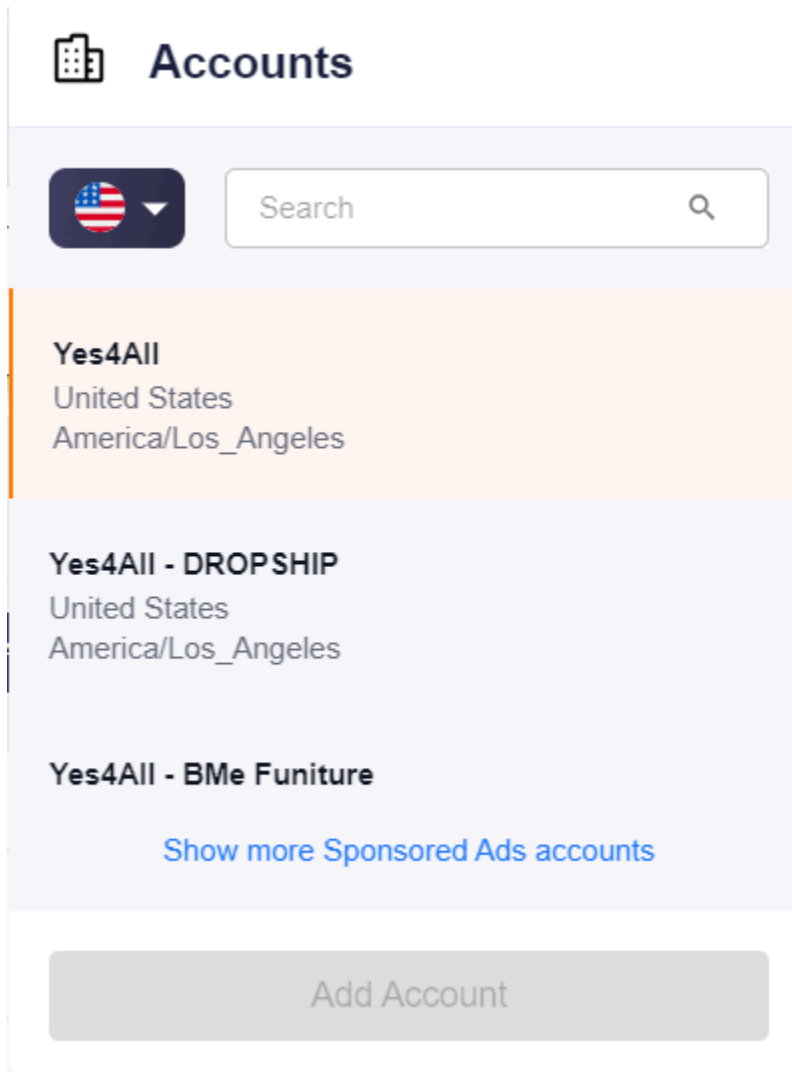 Accounts
Search
Yes4All
United States
America/Los_Angeles
Yes4All - DROPSHIP
United States
America/Los_Angeles
Yes4All - BMe Funiture
Show more Sponsored Ads accounts
Add Account